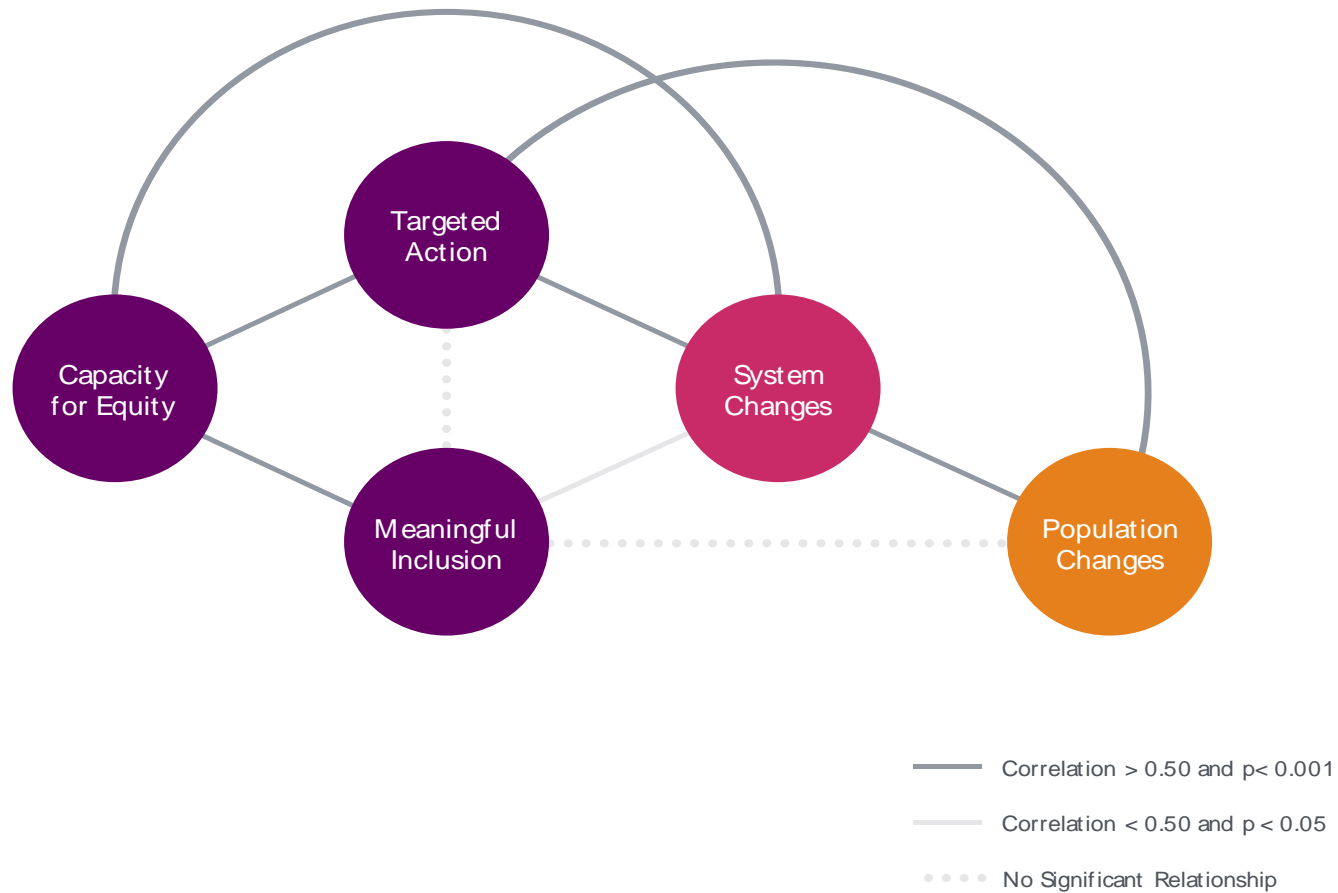 Targeted
Action
Capacity
for Equity
System
Changes
Meaningful
Inclusion
Population
Changes
Correlation > 0.50 and p< 0.001
Correlation < 0.50 and p < 0.05
No Significant Relationship